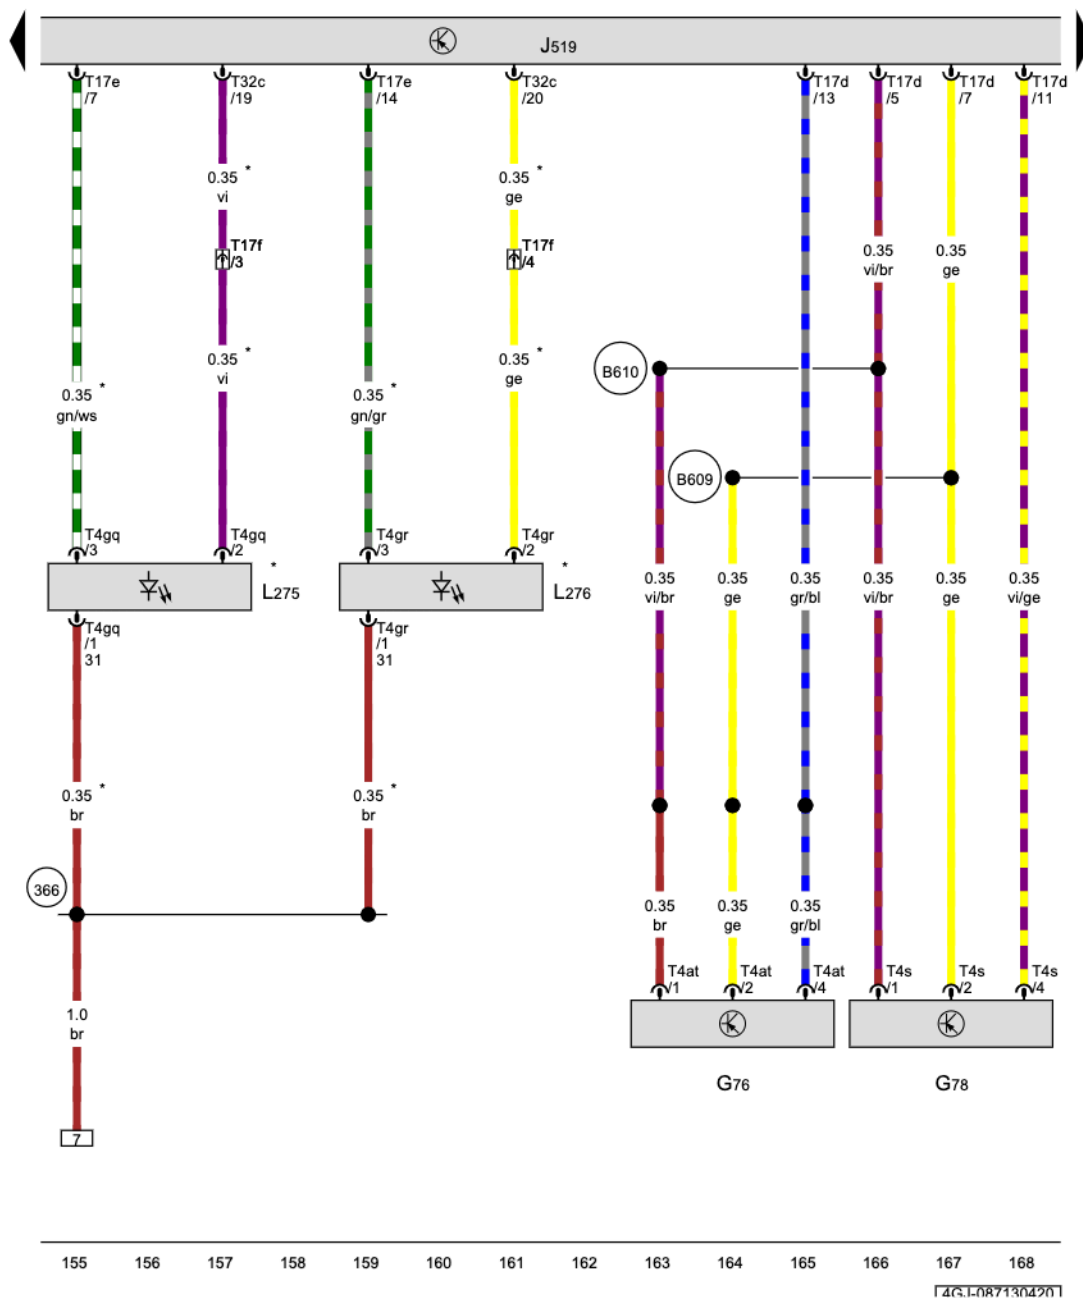 J519
T17e
/7
T32c
/19
T17e
/14
T32c
/20
T17d
/13
T17d
/5
T17d
/7
T17d
/11
0.35 *
vi
0.35 *
ge
T17f
/3
T17f
/4
0.35
vi/br
0.35
ge
0.35 *
vi
0.35 *
ge
B610
0.35 *
gn/ws
0.35 *
gn/gr
B609
T4gq
/3
T4gq
/2
T4gr
/3
T4gr
/2
*
L275
*
L276
0.35
vi/br
0.35
ge
0.35
gr/bl
0.35
vi/br
0.35
ge
0.35
vi/ge
T4gq
/1
31
T4gr
/1
31
0.35 *
br
0.35 *
br
366
0.35
br
0.35
ge
0.35
gr/bl
T4at
/1
T4at
/2
T4at
/4
T4s
/1
T4s
/2
T4s
/4
1.0
br
G76
G78
7
155 156 157 158 159 160 161 162 163 164 165 166 167 168
4GJ-087130420